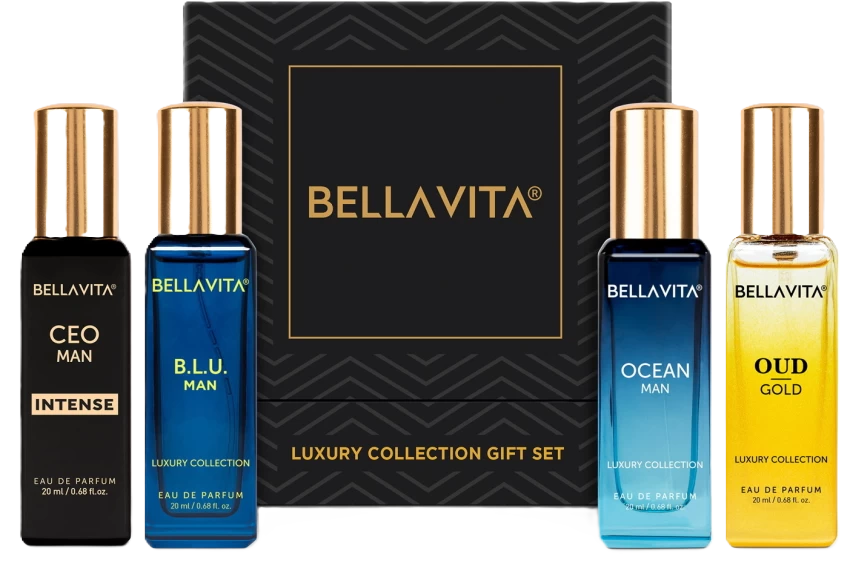 BELLAVITA®
LUXURY COLLECTION GIFT SET
BELLAVITA®
CEO
MAN
INTENSE
EAU DE PARFUM
20 ml / 0.68 fl.oz.
BELLAVITA®
B.L.U.
MAN
LUXURY COLLECTION
EAU DE PARFUM
20 ml / 0.68 fl. oz.
BELLAVITA®
OCEAN
MAN
LUXURY COLLECTION
EAU DE PARFUM
20 ml / 0.68 fl. oz.
BELLAVITA®
OUD
GOLD
LUXURY COLLECTION
EAU DE PARFUM
20 ml / 0.68 fl. oz.